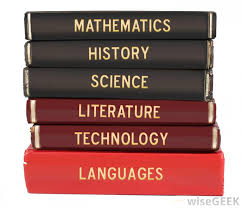 MATHEMATICS
HISTORY
SCIENCE
LITERATURE
TECHNOLOGY
LANGUAGES
wiseGEEK